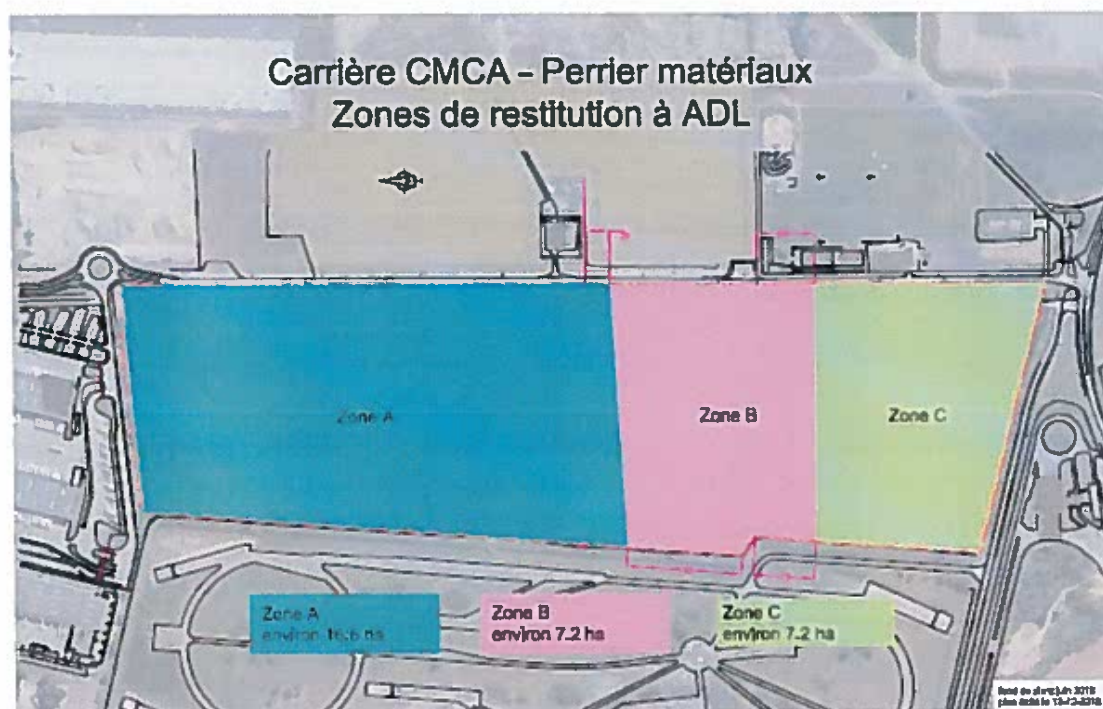 Carrière CMCA – Perrier matériaux
Zones de restitution à ADL
Zone A
Zone B
Zone C
Zone A
environ 16.6 ha
Zone B
environ 7.2 ha
Zone C
environ 7.2 ha